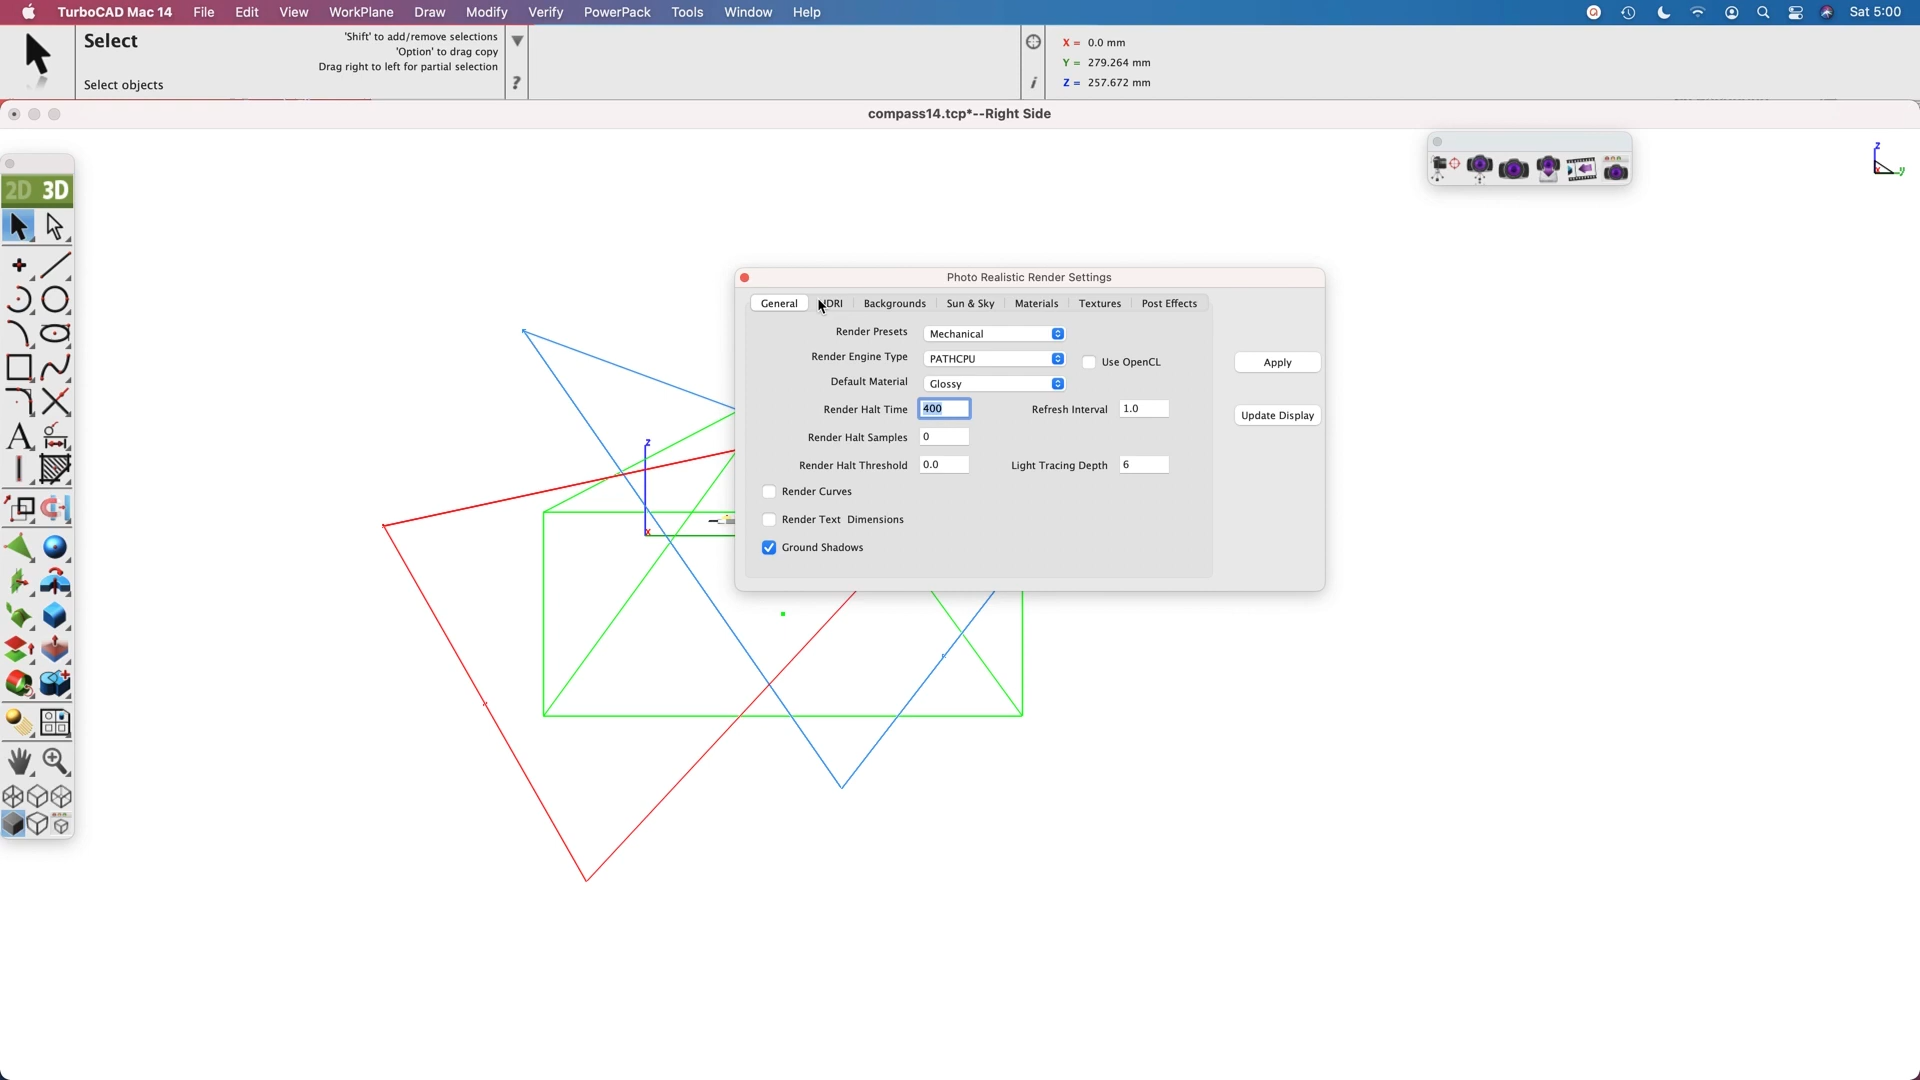 TurboCAD Mac 14 File Edit View WorkPlane Draw Modify Verify PowerPack Tools Window Help Sat 5:00
Select
'Shift' to add/remove selections
'Option' to drag copy
Drag right to left for partial selection
Select objects
?
i
X = 0.0 mm
Y = 279.264 mm
Z = 257.672 mm
compass14.tcp*--Right Side
2D 3D
A
z
y
x
Photo Realistic Render Settings
General HDRI Backgrounds Sun & Sky Materials Textures Post Effects
Render Presets Mechanical
Render Engine Type PATHCPU Use OpenCL Apply
Default Material Glossy
Render Halt Time 400 Refresh Interval 1.0 Update Display
Render Halt Samples 0
Render Halt Threshold 0.0 Light Tracing Depth 6
Render Curves
Render Text Dimensions
Ground Shadows
z
x